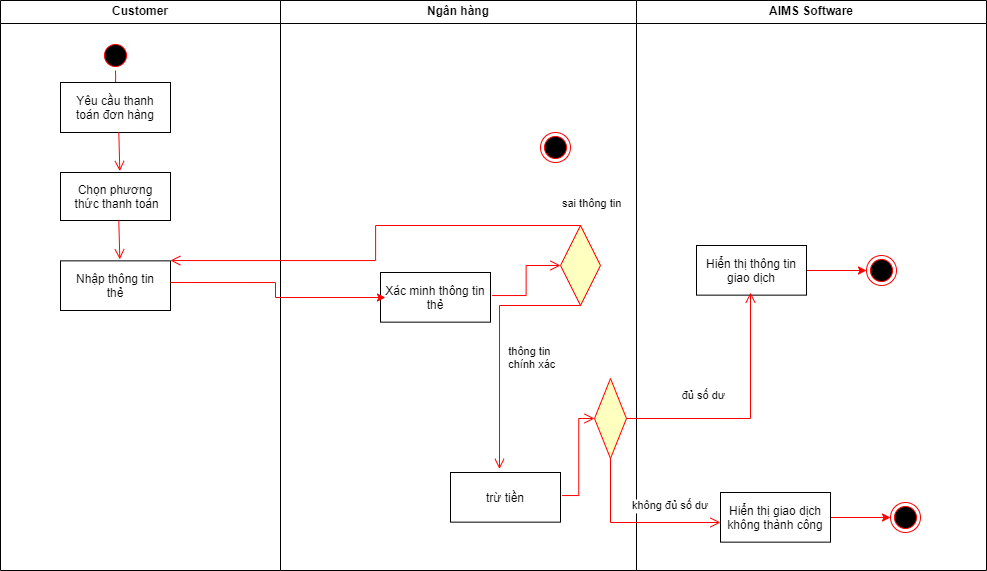 Customer
Ngân hàng
AIMS Software
Yêu cầu thanh
toán đơn hàng
Chọn phương
thức thanh toán
Nhập thông tin
thẻ
Xác minh thông tin
thẻ
sai thông tin
thông tin
chính xác
trừ tiền
đủ số dư
không đủ số dư
Hiển thị thông tin
giao dịch
Hiển thị giao dịch
không thành công